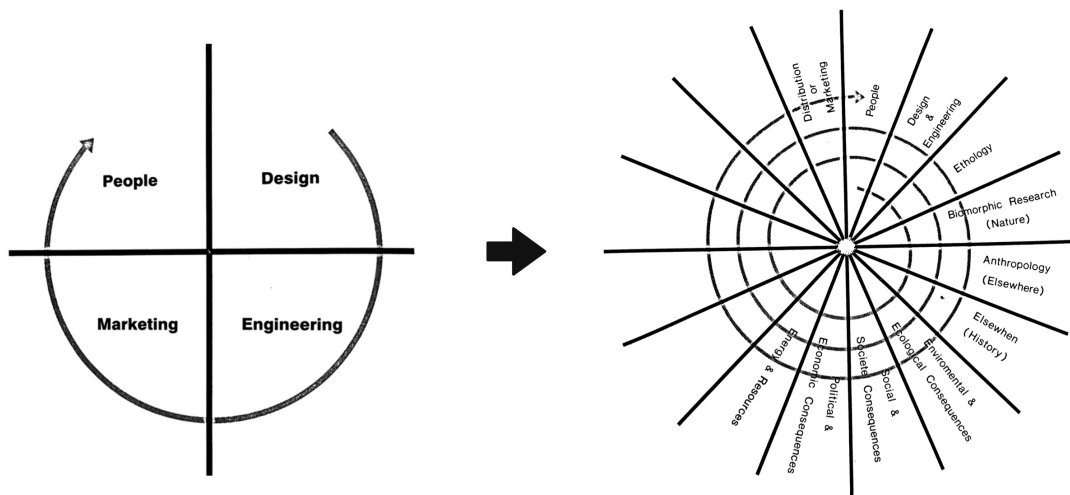 People
Design
Marketing
Engineering
Distribution
or
Marketing
People
Design
&
Engineering
Ethology
Biomorphic Research
(Nature)
Anthropology
(Elsewhere)
Elsewhen
(History)
Enviromental &
Ecological Consequences
Social &
Societe Consequences
Political &
Economic Consequences
Energy & Resources